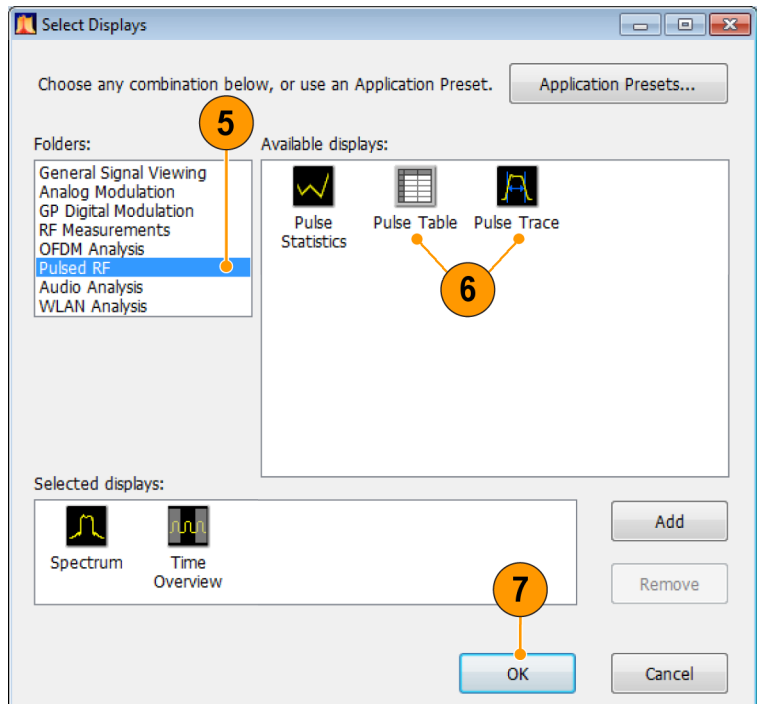 Select Displays
Choose any combination below, or use an Application Preset.
Application Presets...
5
Folders:
Available displays:
General Signal Viewing
Analog Modulation
GP Digital Modulation
RF Measurements
OFDM Analysis
Pulsed RF
Audio Analysis
WLAN Analysis
Pulse
Statistics
Pulse Table
Pulse Trace
6
Selected displays:
Spectrum
Time
Overview
Add
Remove
7
OK
Cancel